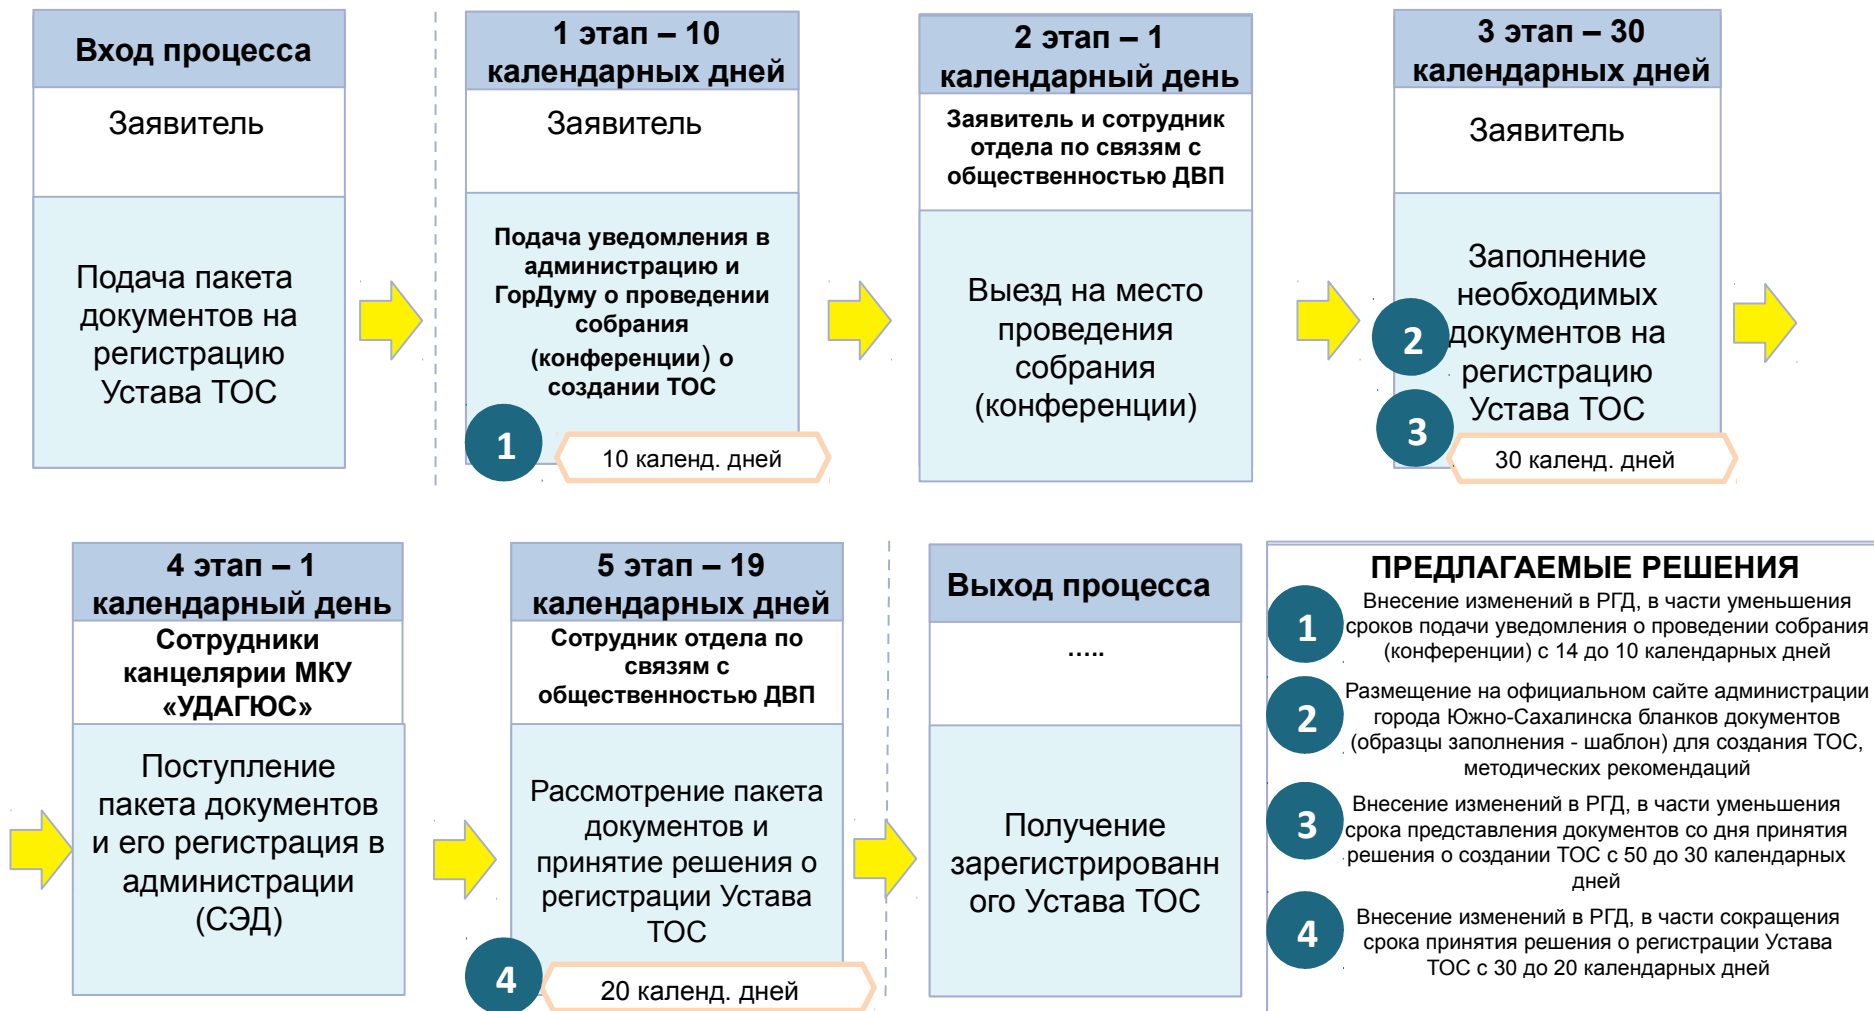 Вход процесса
Заявитель
Подача пакета
документов на
регистрацию
Устава ТОС
1 этап – 10
календарных дней
Заявитель
Подача уведомления в
администрацию и
ГорДуму о проведении
собрания
(конференции) о
создании ТОС
1
10 календ. дней
2 этап – 1
календарный день
Заявитель и сотрудник
отдела по связям с
общественностью ДВП
Выезд на место
проведения
собрания
(конференции)
3 этап – 30
календарных дней
Заявитель
Заполнение
необходимых
документов на
регистрацию
Устава ТОС
2
3
30 календ. дней
4 этап – 1
календарный день
Сотрудники
канцелярии МКУ
«УДАГЮС»
Поступление
пакета документов
и его регистрация в
администрации
(СЭД)
5 этап – 19
календарных дней
Сотрудник отдела по
связям с
общественностью ДВП
Рассмотрение пакета
документов и
принятие решения о
регистрации Устава
ТОС
4
20 календ. дней
Выход процесса
.....
Получение
зарегистрированн
ого Устава ТОС
ПРЕДЛАГАЕМЫЕ РЕШЕНИЯ
1
Внесение изменений в РГД, в части уменьшения
сроков подачи уведомления о проведении собрания
(конференции) с 14 до 10 календарных дней
2
Размещение на официальном сайте администрации
города Южно-Сахалинска бланков документов
(образцы заполнения - шаблон) для создания ТОС,
методических рекомендаций
3
Внесение изменений в РГД, в части уменьшения
срока представления документов со дня принятия
решения о создании ТОС с 50 до 30 календарных
дней
4
Внесение изменений в РГД, в части сокращения
срока принятия решения о регистрации Устава
ТОС с 30 до 20 календарных дней